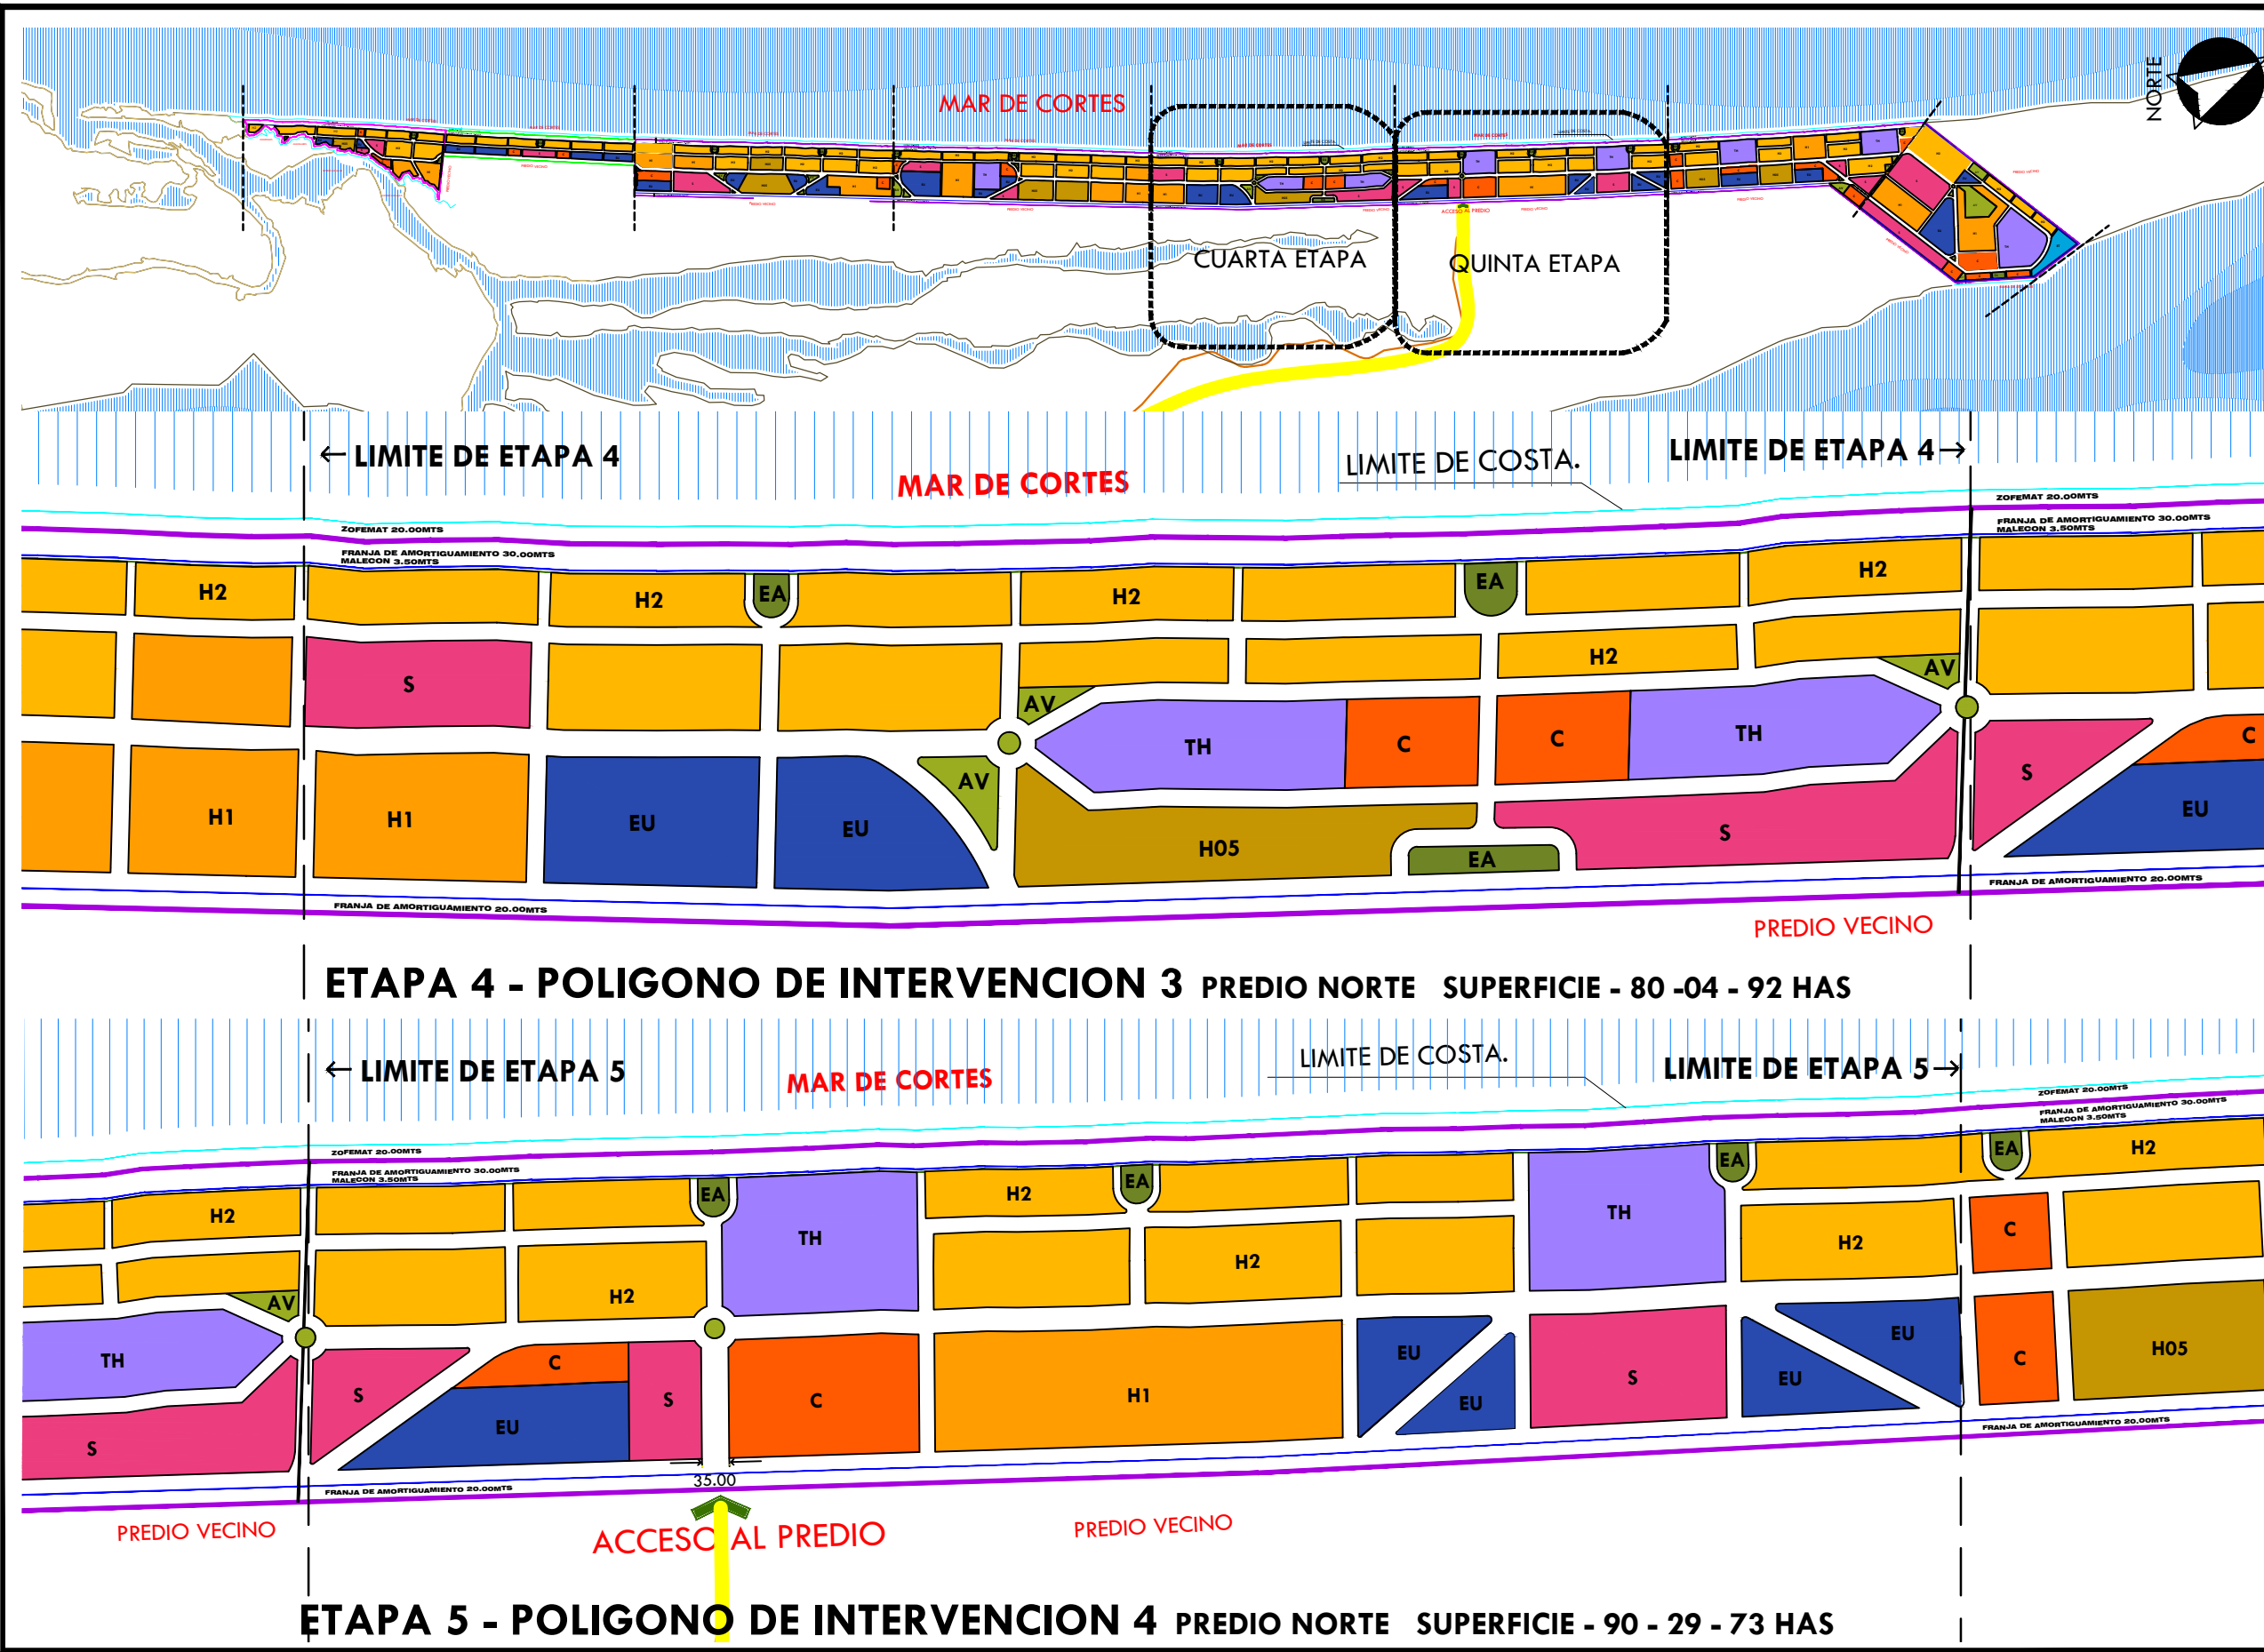 NORTE
MAR DE CORTES
ACCESO AL PREDIO
CUARTA ETAPA
QUINTA ETAPA
← LIMITE DE ETAPA 4
MAR DE CORTES
LIMITE DE COSTA.
LIMITE DE ETAPA 4→
ZOFEMAT 20.00MTS
ZOFEMAT 20.00MTS
FRANJA DE AMORTIGUAMIENTO 30.00MTS
MALECON 3.50MTS
FRANJA DE AMORTIGUAMIENTO 30.00MTS
MALECON 3.50MTS
H2
H2
EA
H2
EA
H2
S
H2
AV
AV
TH
C
C
TH
S
C
H1
H1
EU
EU
AV
H05
EA
S
EU
FRANJA DE AMORTIGUAMIENTO 20.00MTS
FRANJA DE AMORTIGUAMIENTO 20.00MTS
PREDIO VECINO
ETAPA 4 - POLIGONO DE INTERVENCION 3 PREDIO NORTE SUPERFICIE - 80 -04 - 92 HAS
← LIMITE DE ETAPA 5
MAR DE CORTES
LIMITE DE COSTA.
LIMITE DE ETAPA 5→
ZOFEMAT 20.00MTS
ZOFEMAT 20.00MTS
FRANJA DE AMORTIGUAMIENTO 30.00MTS
MALECON 3.50MTS
FRANJA DE AMORTIGUAMIENTO 30.00MTS
MALECON 3.50MTS
H2
EA
H2
EA
EA
EA
H2
TH
TH
AV
H2
H2
H2
C
TH
S
C
S
C
H1
EU
S
EU
C
H05
S
EU
EU
EU
FRANJA DE AMORTIGUAMIENTO 20.00MTS
35.00
FRANJA DE AMORTIGUAMIENTO 20.00MTS
PREDIO VECINO
ACCESO AL PREDIO
PREDIO VECINO
ETAPA 5 - POLIGONO DE INTERVENCION 4 PREDIO NORTE SUPERFICIE - 90 - 29 - 73 HAS